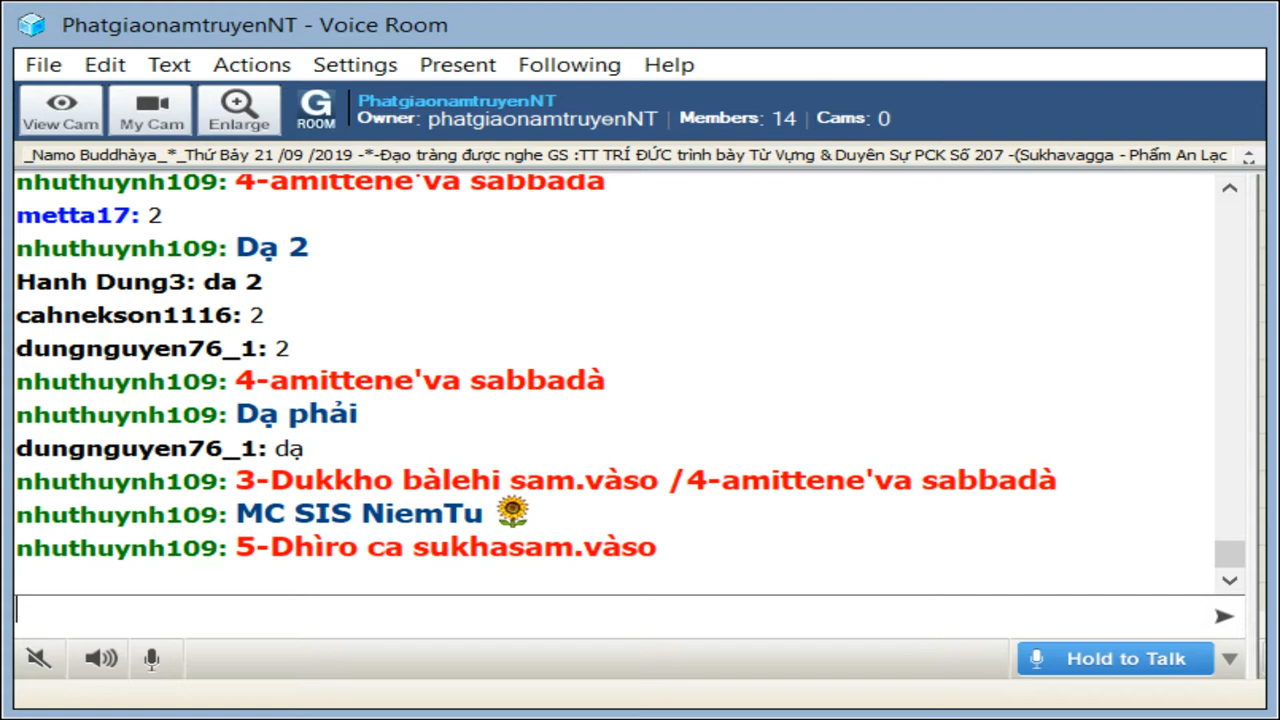 PhatgiaonamtruyenNT - Voice Room
File Edit Text Actions Settings Present Following Help
View Cam My Cam Enlarge G ROOM PhatgiaonamtruyenNT
Owner: phatgiaonamtruyenNT | Members: 14 | Cams: 0
_Namo Buddhàya_*_Thứ Bảy 21 /09 /2019 -*-Đạo tràng được nghe GS :TT TRÍ ĐỨC trình bày Từ Vựng & Duyên Sự PCK Số 207 -(Sukhavagga - Phẩm An Lạc
nhuthuynh109: 4-amittene'va sabbadà
metta17: 2
nhuthuynh109: Dạ 2
Hanh Dung3: da 2
cahnekson1116: 2
dungnguyen76_1: 2
nhuthuynh109: 4-amittene'va sabbadà
nhuthuynh109: Dạ phải
dungnguyen76_1: dạ
nhuthuynh109: 3-Dukkho bàlehi sam.vàso /4-amittene'va sabbadà
nhuthuynh109: MC SIS NiemTu
nhuthuynh109: 5-Dhìro ca sukhasam.vàso
Hold to Talk